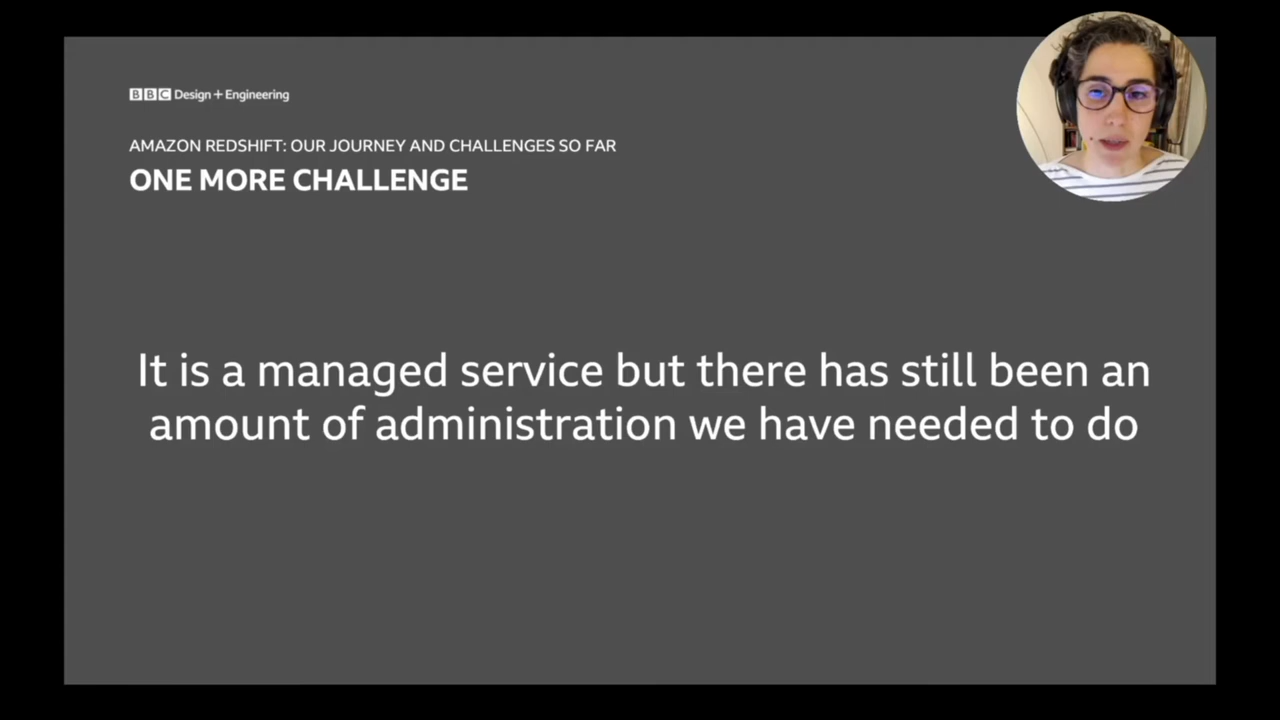 BBC Design + Engineering
AMAZON REDSHIFT: OUR JOURNEY AND CHALLENGES SO FAR
ONE MORE CHALLENGE
It is a managed service but there has still been an
amount of administration we have needed to do